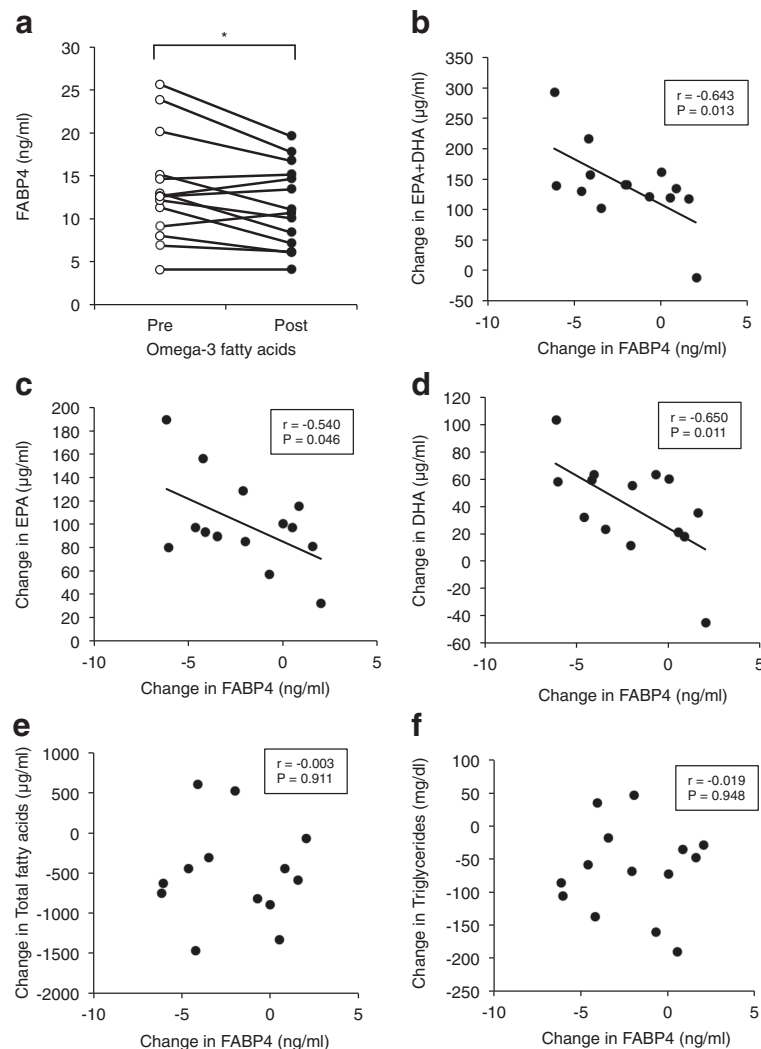 a
*
30
25
20
15
10
5
0
FABP4 (ng/ml)
Pre Post
Omega-3 fatty acids
b
350
300
250
200
150
100
50
0
-50
Change in EPA+DHA (µg/ml)
r = -0.643
P = 0.013
-10 -5 0 5
Change in FABP4 (ng/ml)
c
200
180
160
140
120
100
80
60
40
20
0
Change in EPA (µg/ml)
r = -0.540
P = 0.046
-10 -5 0 5
Change in FABP4 (ng/ml)
d
120
100
80
60
40
20
0
-20
-40
-60
Change in DHA (µg/ml)
r = -0.650
P = 0.011
-10 -5 0 5
Change in FABP4 (ng/ml)
e
1000
500
0
-500
-1000
-1500
-2000
Change in Total fatty acids (µg/ml)
r = -0.003
P = 0.911
-10 -5 0 5
Change in FABP4 (ng/ml)
f
100
50
0
-50
-100
-150
-200
-250
Change in Triglycerides (mg/dl)
r = -0.019
P = 0.948
-10 -5 0 5
Change in FABP4 (ng/ml)